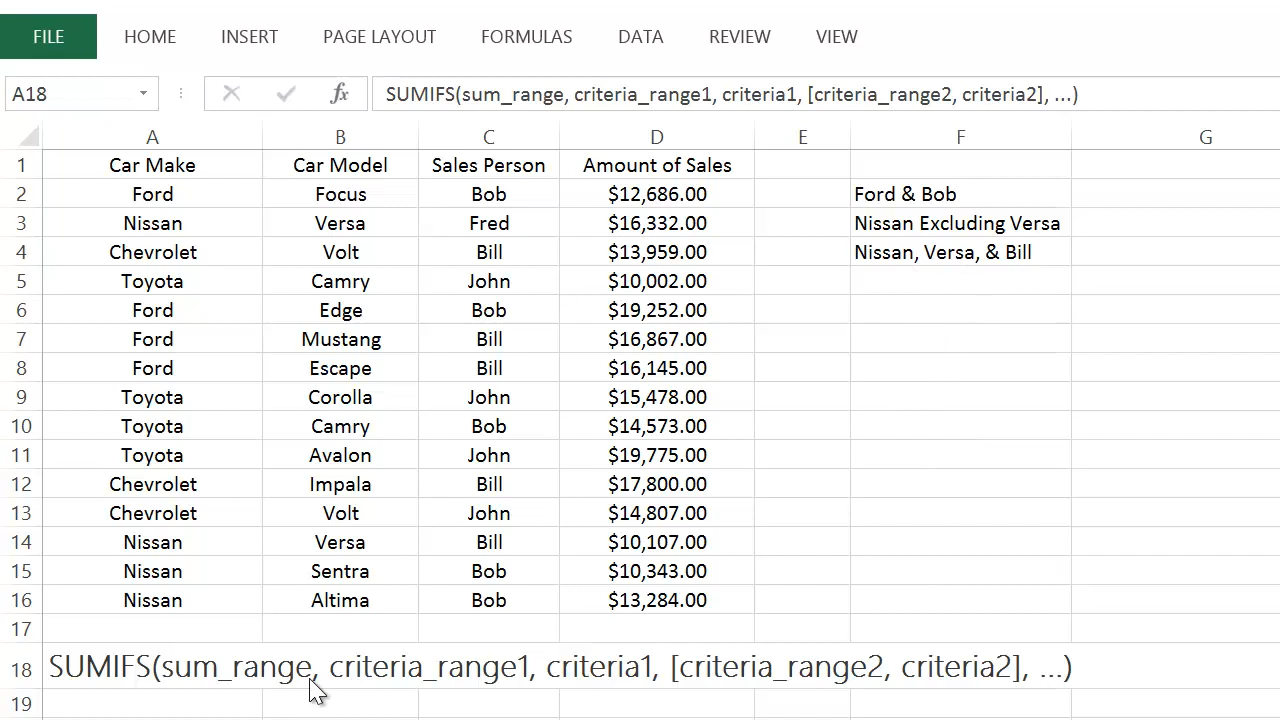 FILE HOME INSERT PAGE LAYOUT FORMULAS DATA REVIEW VIEW
A18 fx SUMIFS(sum_range, criteria_range1, criteria1, [criteria_range2, criteria2], ...)
A B C D E F G
1 Car Make Car Model Sales Person Amount of Sales
2 Ford Focus Bob $12,686.00 Ford & Bob
3 Nissan Versa Fred $16,332.00 Nissan Excluding Versa
4 Chevrolet Volt Bill $13,959.00 Nissan, Versa, & Bill
5 Toyota Camry John $10,002.00
6 Ford Edge Bob $19,252.00
7 Ford Mustang Bill $16,867.00
8 Ford Escape Bill $16,145.00
9 Toyota Corolla John $15,478.00
10 Toyota Camry Bob $14,573.00
11 Toyota Avalon John $19,775.00
12 Chevrolet Impala Bill $17,800.00
13 Chevrolet Volt John $14,807.00
14 Nissan Versa Bill $10,107.00
15 Nissan Sentra Bob $10,343.00
16 Nissan Altima Bob $13,284.00
17
18 SUMIFS(sum_range, criteria_range1, criteria1, [criteria_range2, criteria2], ...)
19